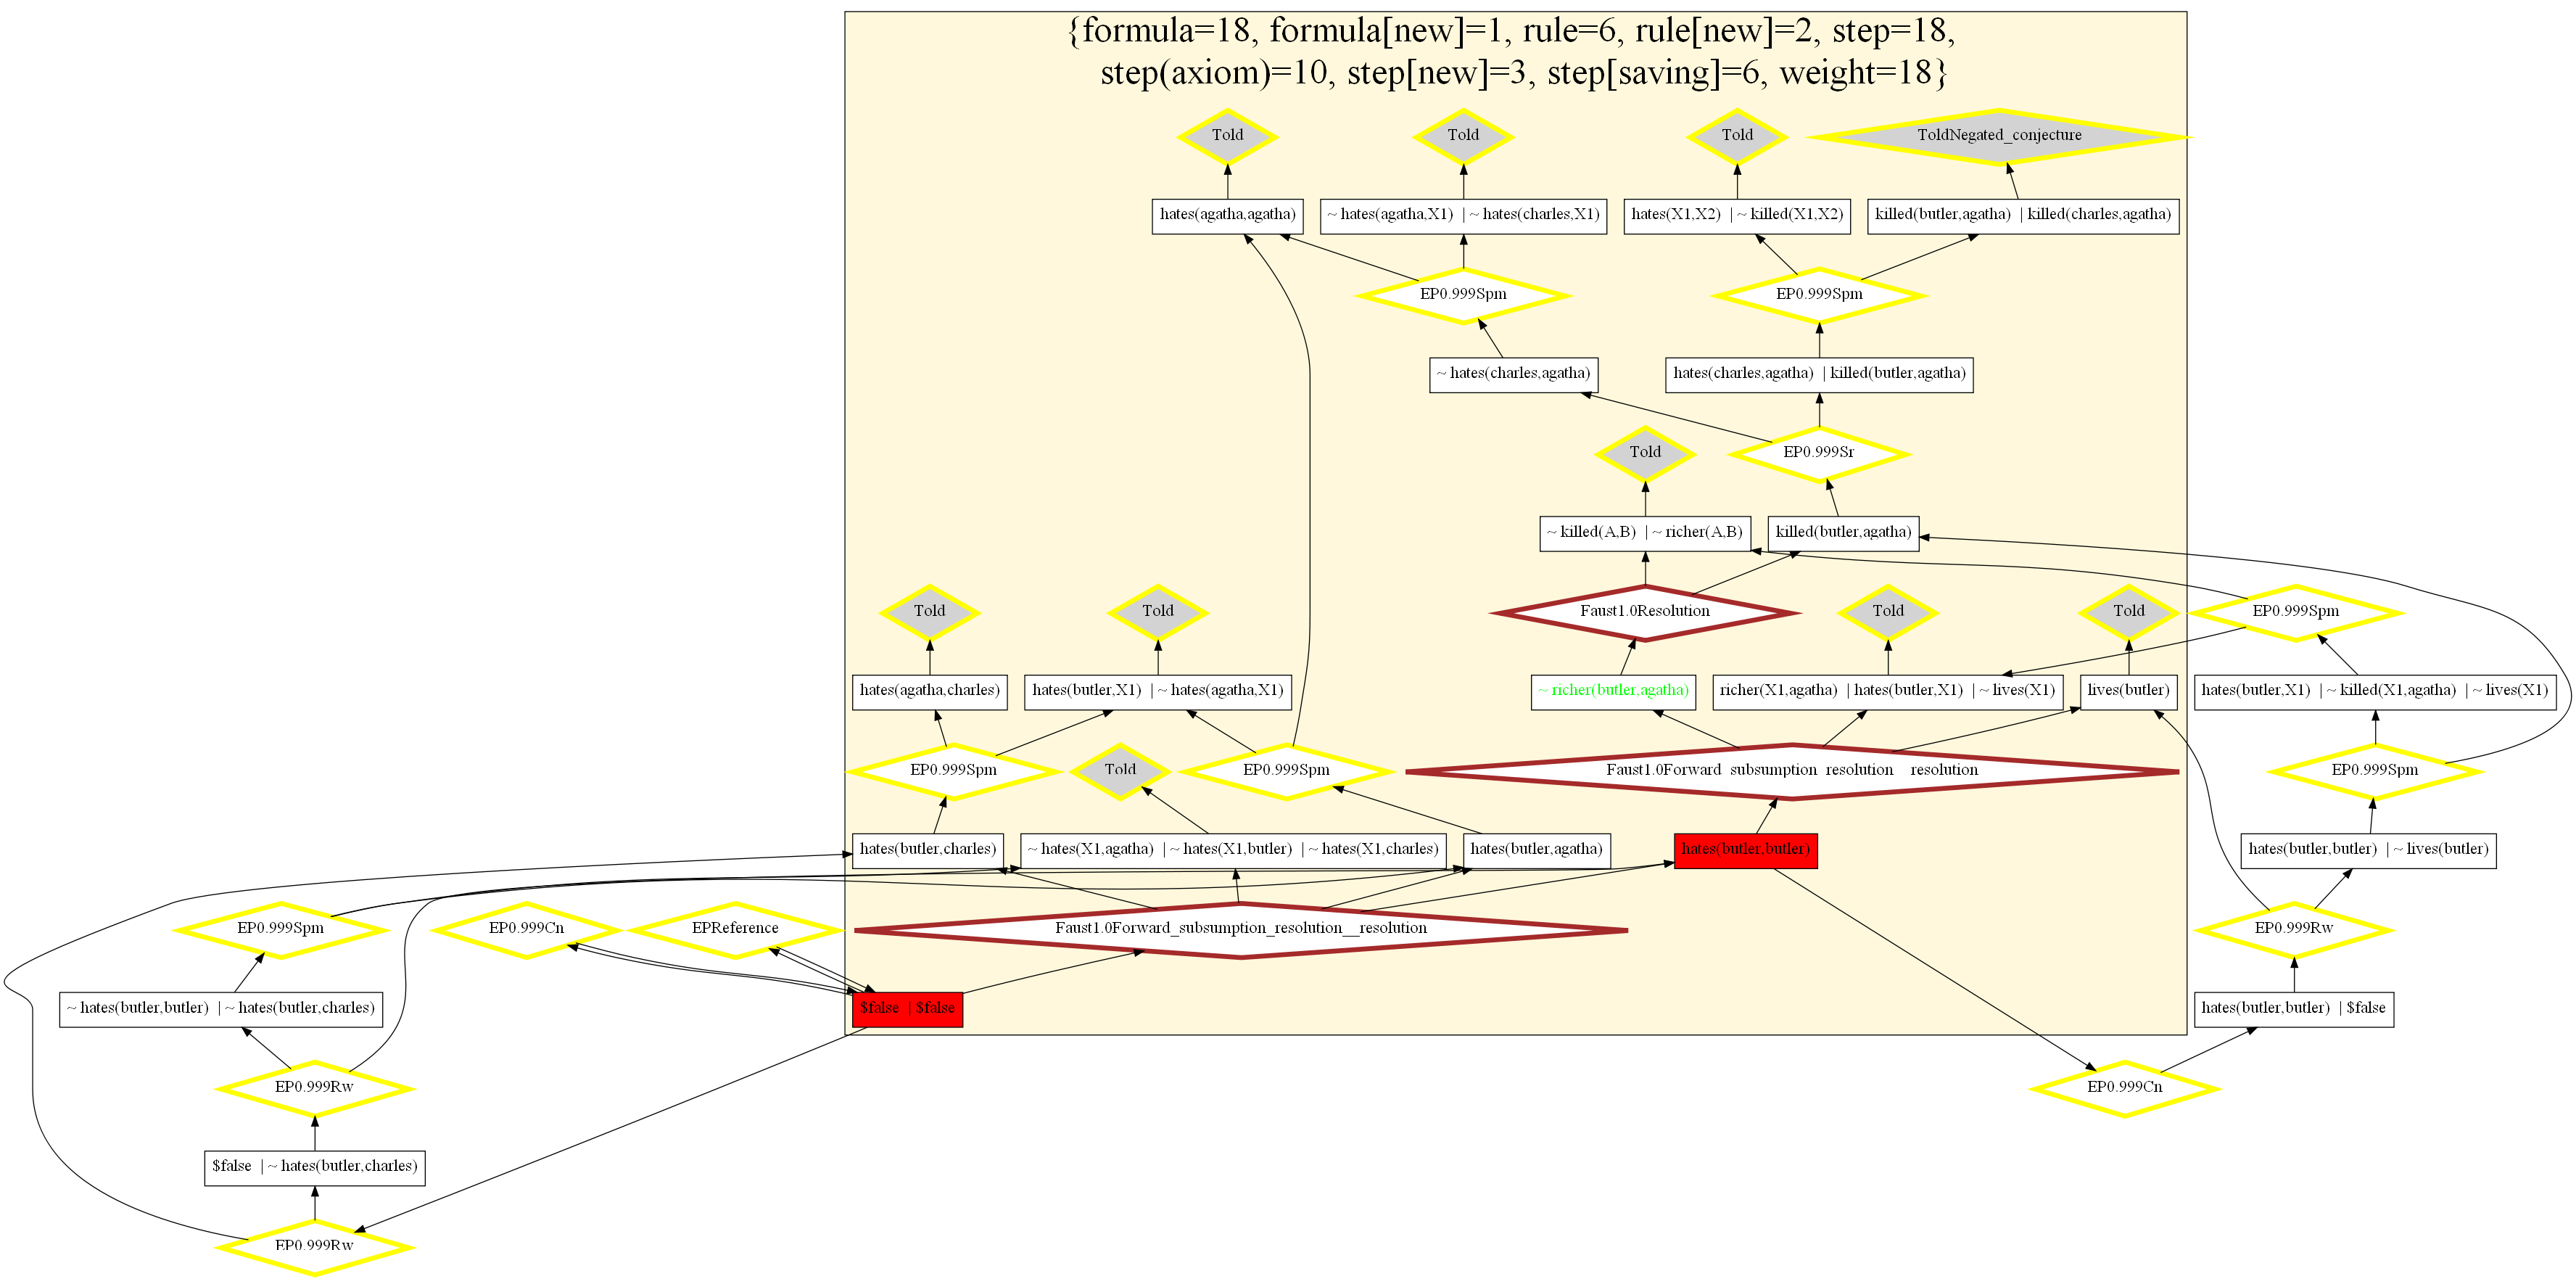 {formula=18, formula[new]=1, rule=6, rule[new]=2, step=18,
step(axiom)=10, step[new]=3, step[saving]=6, weight=18}
Told
Told
Told
ToldNegated_conjecture
hates(agatha,agatha)
~ hates(agatha,X1) | ~ hates(charles,X1)
hates(X1,X2) | ~ killed(X1,X2)
killed(butler,agatha) | killed(charles,agatha)
EP0.999Spm
EP0.999Spm
~ hates(charles,agatha)
hates(charles,agatha) | killed(butler,agatha)
Told
EP0.999Sr
~ killed(A,B) | ~ richer(A,B)
killed(butler,agatha)
Told
Told
Faust1.0Resolution
Told
Told
EP0.999Spm
hates(agatha,charles)
hates(butler,X1) | ~ hates(agatha,X1)
~ richer(butler,agatha)
richer(X1,agatha) | hates(butler,X1) | ~ lives(X1)
lives(butler)
hates(butler,X1) | ~ killed(X1,agatha) | ~ lives(X1)
EP0.999Spm
Told
EP0.999Spm
Faust1.0Forward_subsumption_resolution__resolution
EP0.999Spm
hates(butler,charles)
~ hates(X1,agatha) | ~ hates(X1,butler) | ~ hates(X1,charles)
hates(butler,agatha)
hates(butler,butler)
hates(butler,butler) | ~ lives(butler)
EP0.999Spm
EP0.999Cn
EPReference
Faust1.0Forward_subsumption_resolution__resolution
EP0.999Rw
~ hates(butler,butler) | ~ hates(butler,charles)
$false | $false
hates(butler,butler) | $false
EP0.999Rw
EP0.999Cn
$false | ~ hates(butler,charles)
EP0.999Rw